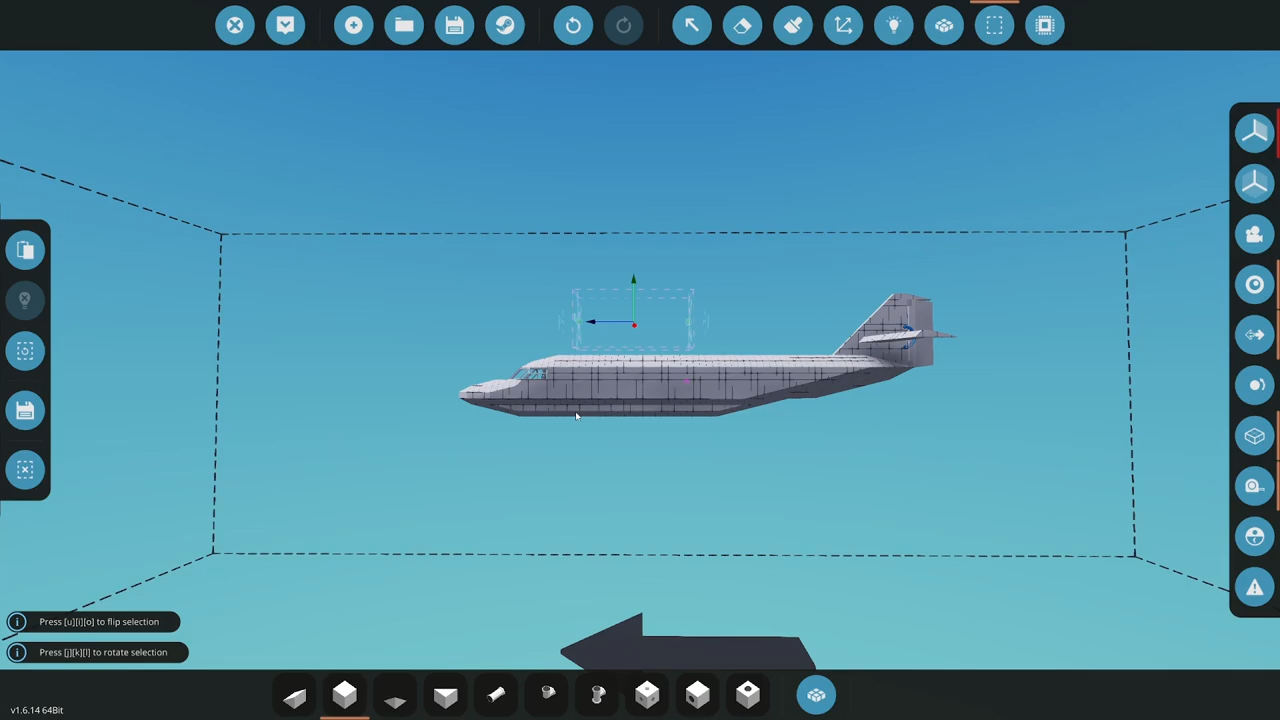 Press [u][i][o] to flip selection
Press [j][k][l] to rotate selection
v1.6.14 64Bit